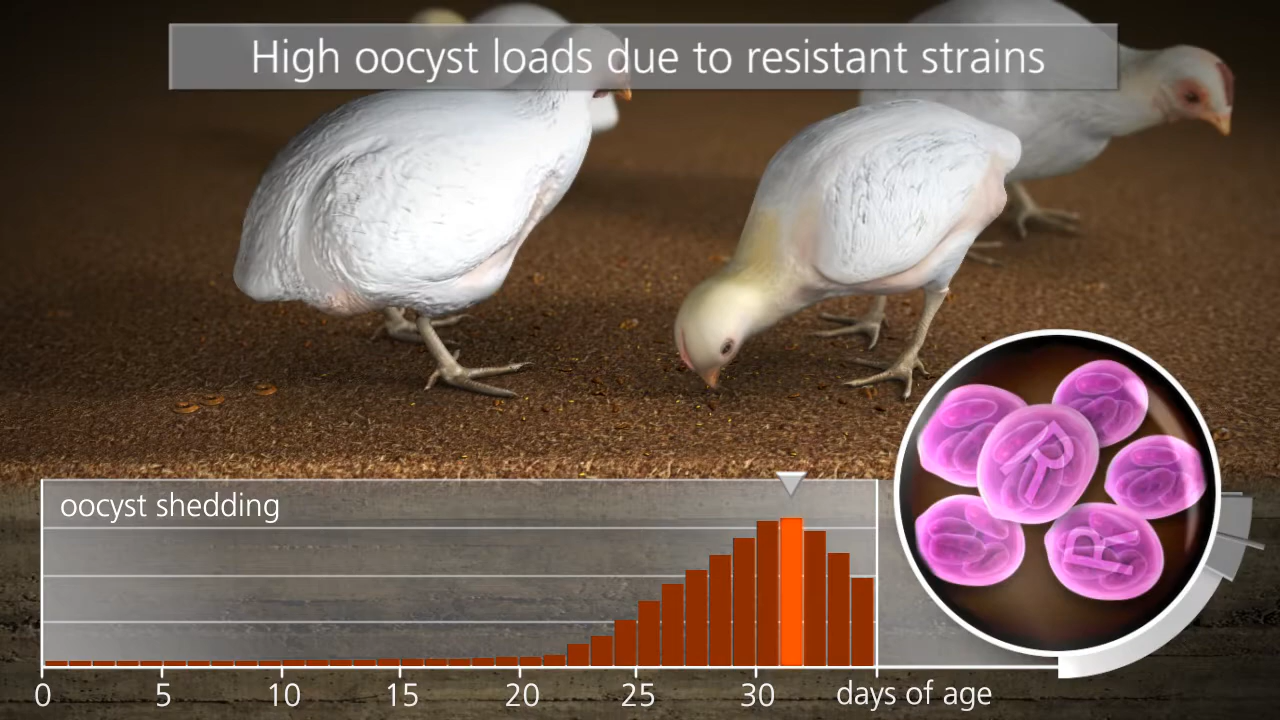 High oocyst loads due to resistant strains
oocyst shedding
R
R
0 5 10 15 20 25 30 days of age